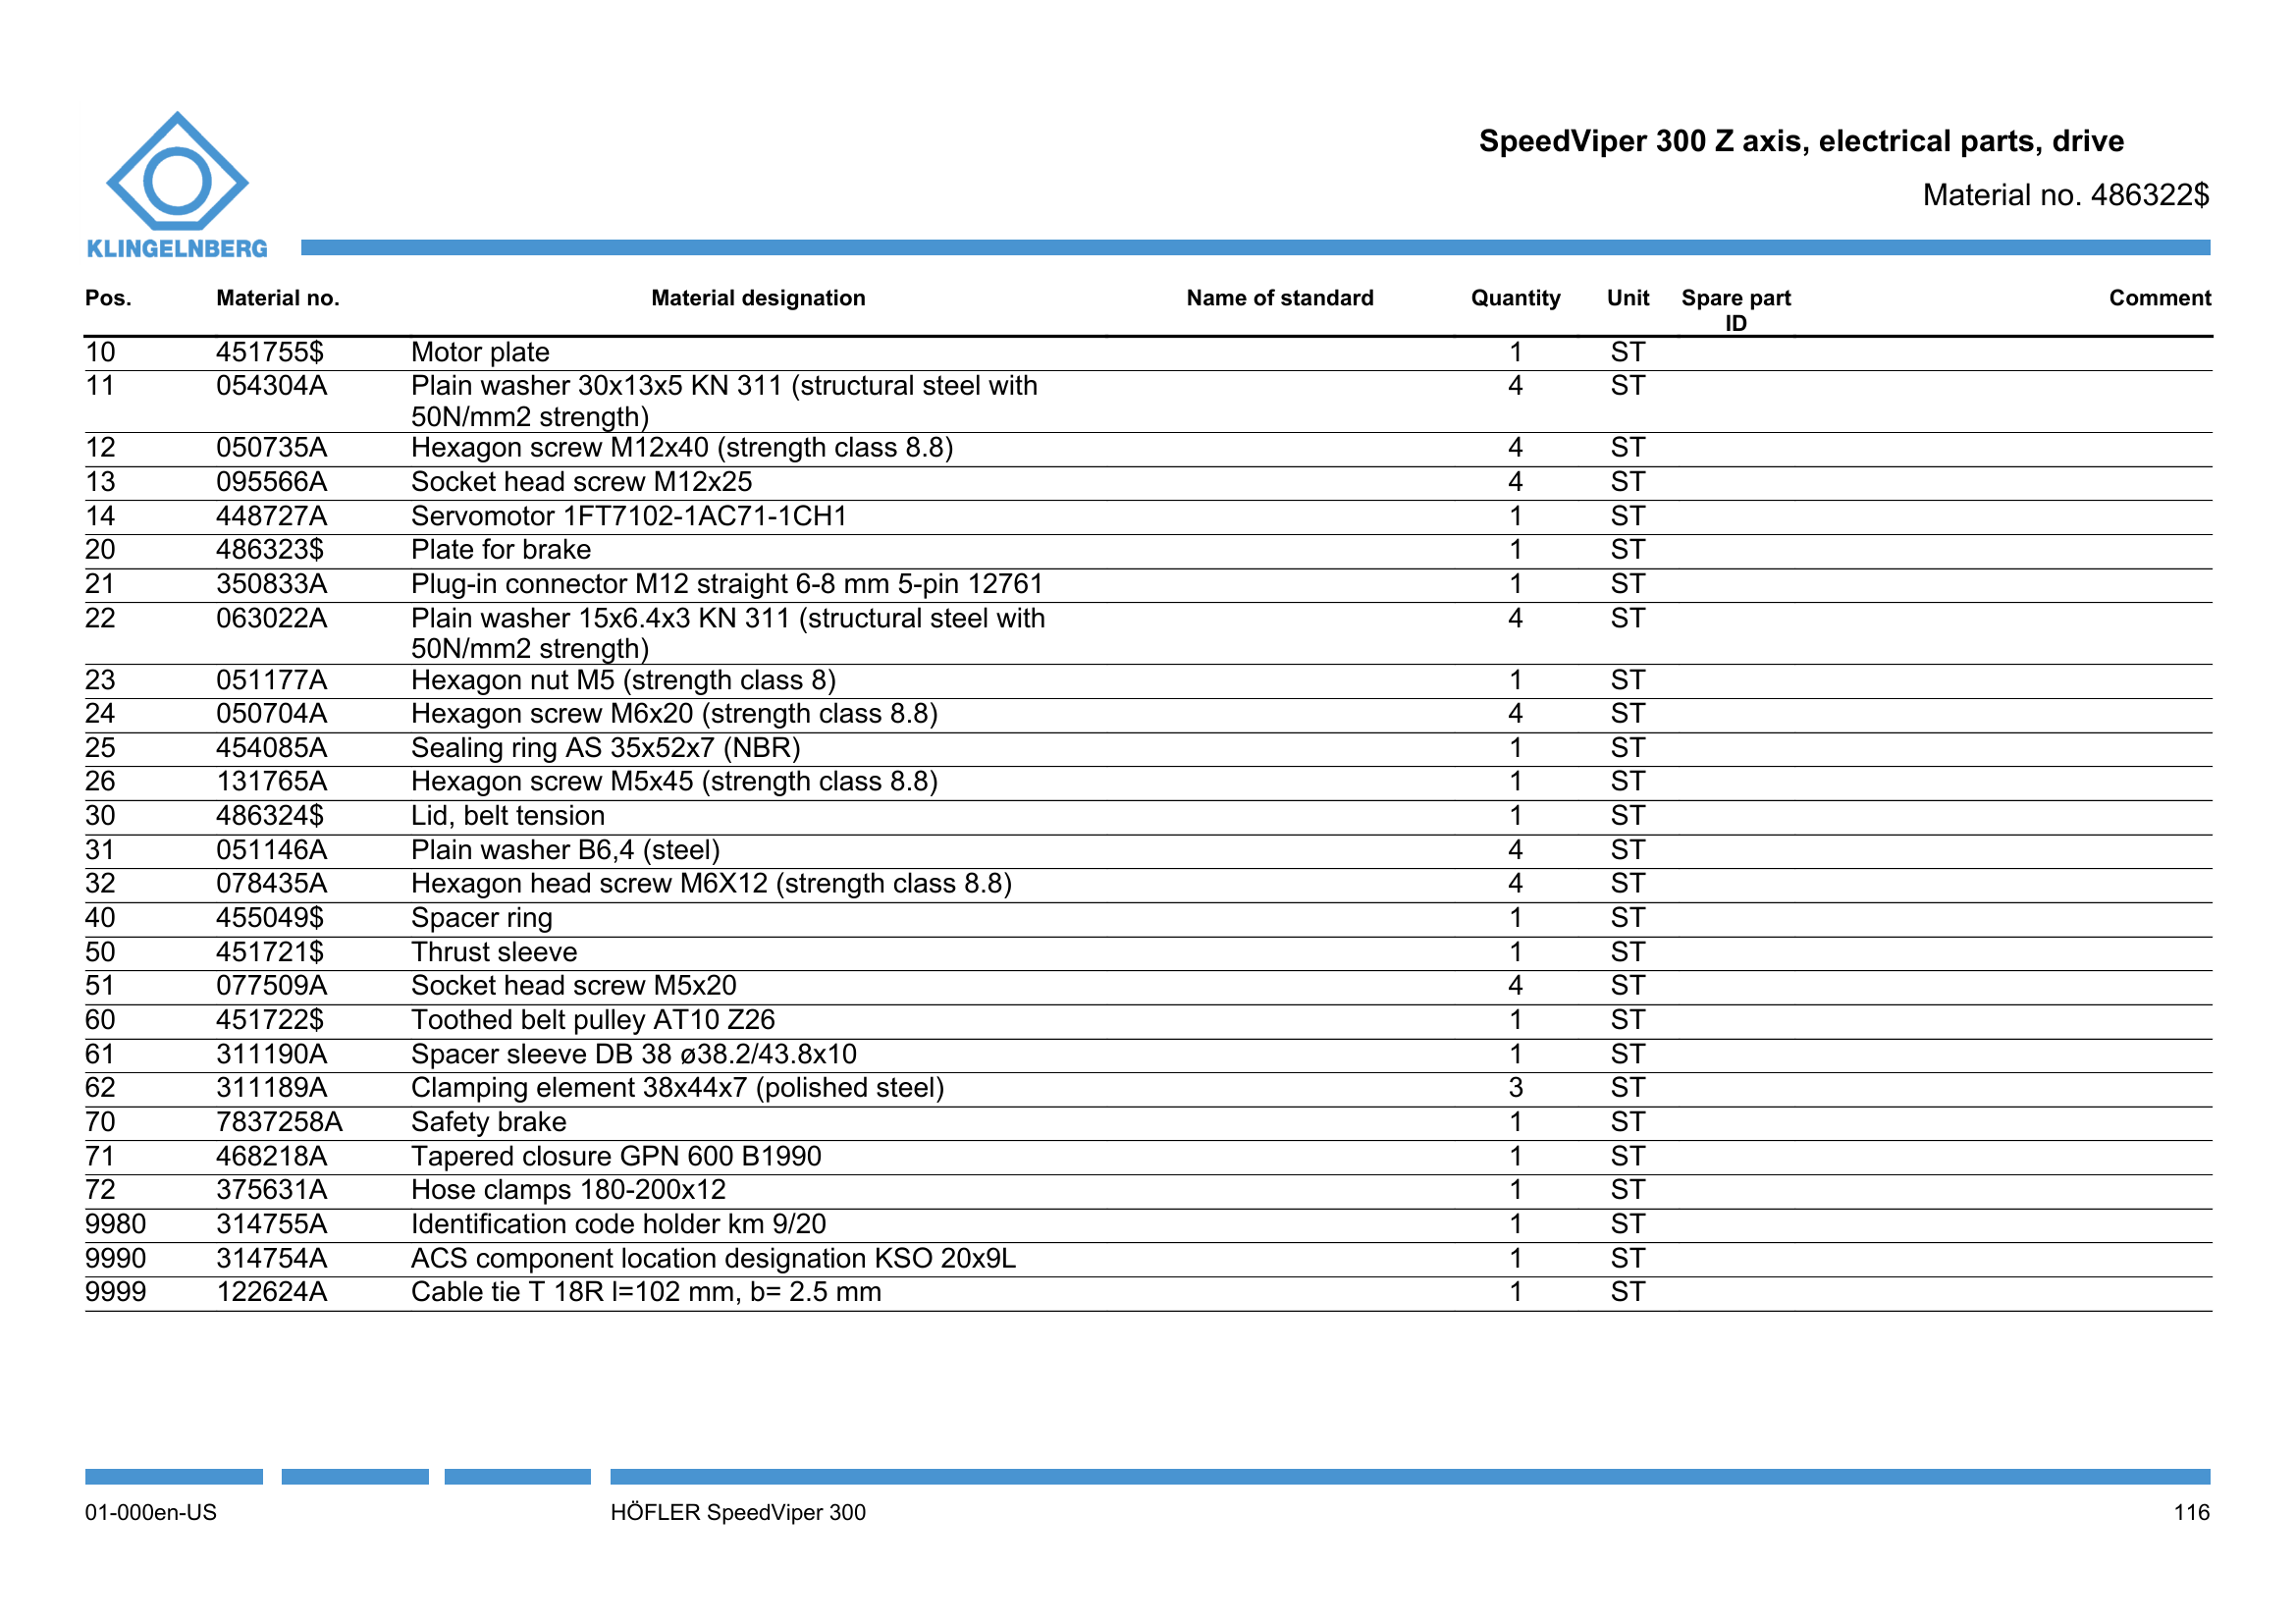 SpeedViper 300 Z axis, electrical parts, drive
Material no. 486322$
KLINGELNBERG
Pos. Material no. Material designation Name of standard Quantity Unit Spare part ID Comment
10 451755$ Motor plate 1 ST
11 054304A Plain washer 30x13x5 KN 311 (structural steel with 4 ST
50N/mm2 strength)
12 050735A Hexagon screw M12x40 (strength class 8.8) 4 ST
13 095566A Socket head screw M12x25 4 ST
14 448727A Servomotor 1FT7102-1AC71-1CH1 1 ST
20 486323$ Plate for brake 1 ST
21 350833A Plug-in connector M12 straight 6-8 mm 5-pin 12761 1 ST
22 063022A Plain washer 15x6.4x3 KN 311 (structural steel with 4 ST
50N/mm2 strength)
23 051177A Hexagon nut M5 (strength class 8) 1 ST
24 050704A Hexagon screw M6x20 (strength class 8.8) 4 ST
25 454085A Sealing ring AS 35x52x7 (NBR) 1 ST
26 131765A Hexagon screw M5x45 (strength class 8.8) 1 ST
30 486324$ Lid, belt tension 1 ST
31 051146A Plain washer B6,4 (steel) 4 ST
32 078435A Hexagon head screw M6X12 (strength class 8.8) 4 ST
40 455049$ Spacer ring 1 ST
50 451721$ Thrust sleeve 1 ST
51 077509A Socket head screw M5x20 4 ST
60 451722$ Toothed belt pulley AT10 Z26 1 ST
61 311190A Spacer sleeve DB 38 ø38.2/43.8x10 1 ST
62 311189A Clamping element 38x44x7 (polished steel) 3 ST
70 7837258A Safety brake 1 ST
71 468218A Tapered closure GPN 600 B1990 1 ST
72 375631A Hose clamps 180-200x12 1 ST
9980 314755A Identification code holder km 9/20 1 ST
9990 314754A ACS component location designation KSO 20x9L 1 ST
9999 122624A Cable tie T 18R l=102 mm, b= 2.5 mm 1 ST
01-000en-US HÖFLER SpeedViper 300 116